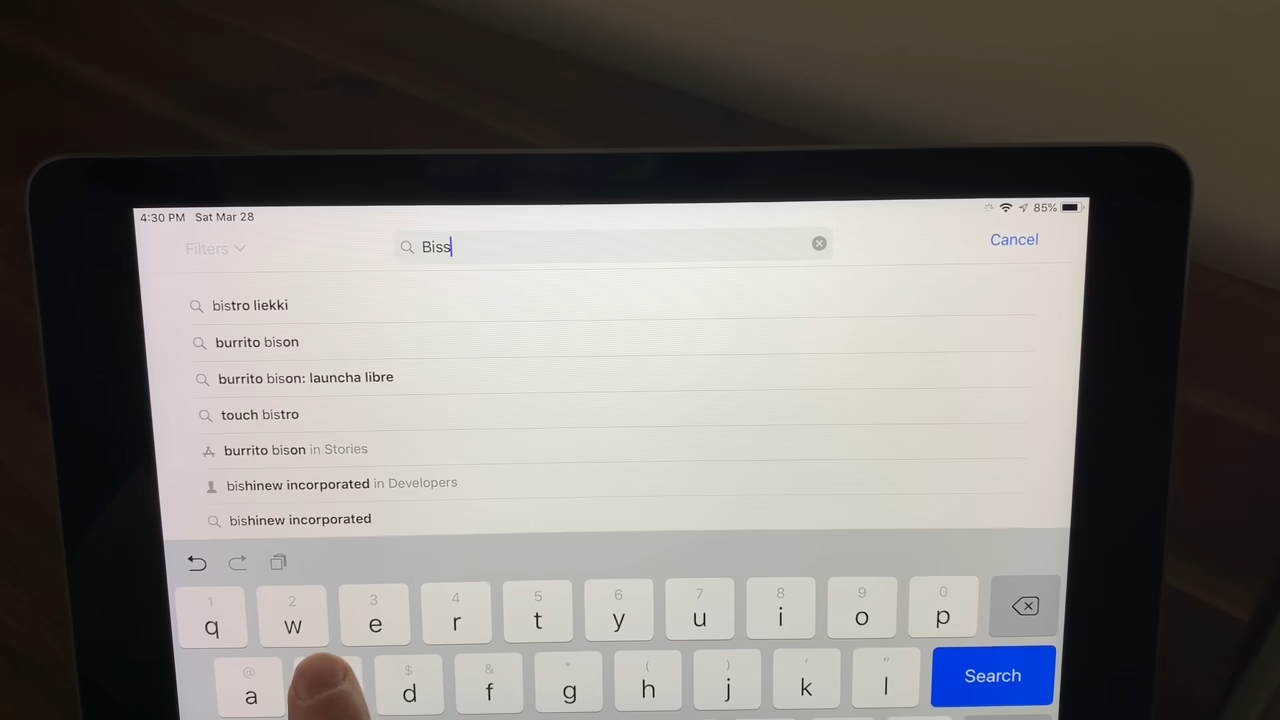 4:30 PM Sat Mar 28 85%
Filters Biss Cancel
bistro liekki
burrito bison
burrito bison: launcha libre
touch bistro
burrito bison in Stories
bishinew incorporated in Developers
bishinew incorporated
1 2 3 4 5 6 7 8 9 0
q w e r t y u i o p
@ $ & * ( ) ' "
a d f g h j k l Search